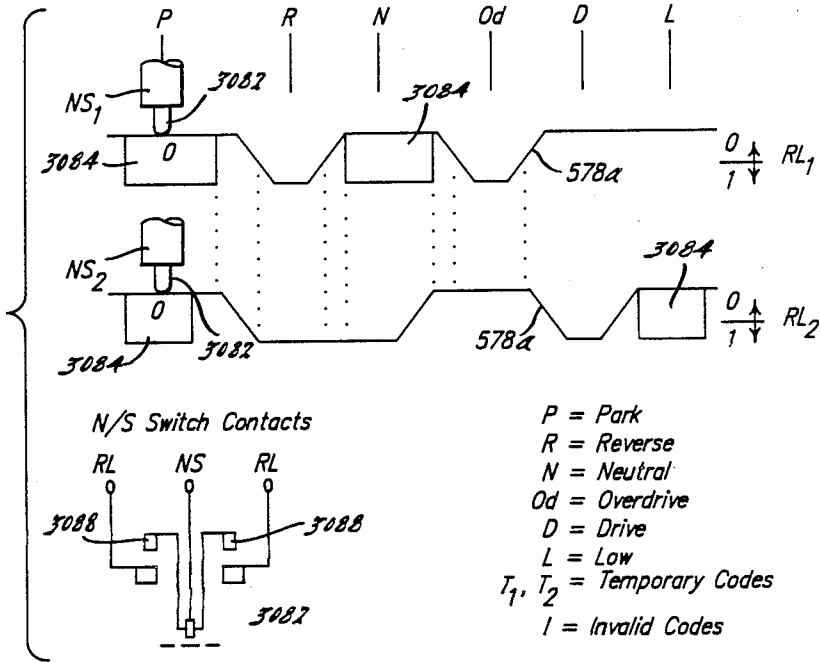 P R N Od D L
NS1 3082 3084
3084 0 578a 0 1 RL1
NS2 3082 3084
3084 0 578a 0 1 RL2
N/S Switch Contacts
RL NS RL
3088 3088
3082
P = Park
R = Reverse
N = Neutral
Od = Overdrive
D = Drive
L = Low
T1, T2 = Temporary Codes
I = Invalid Codes